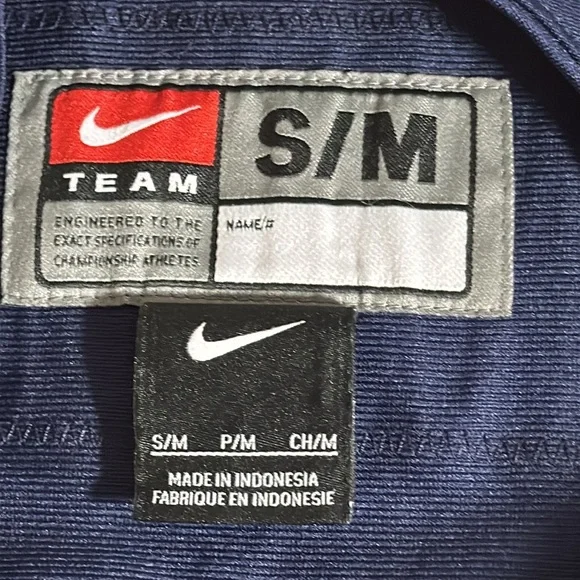 TEAM
S/M
ENGINEERED TO THE
EXACT SPECIFICATIONS OF
CHAMPIONSHIP ATHLETES.
NAME/#
S/M P/M CH/M
MADE IN INDONESIA
FABRIQUE EN INDONESIE